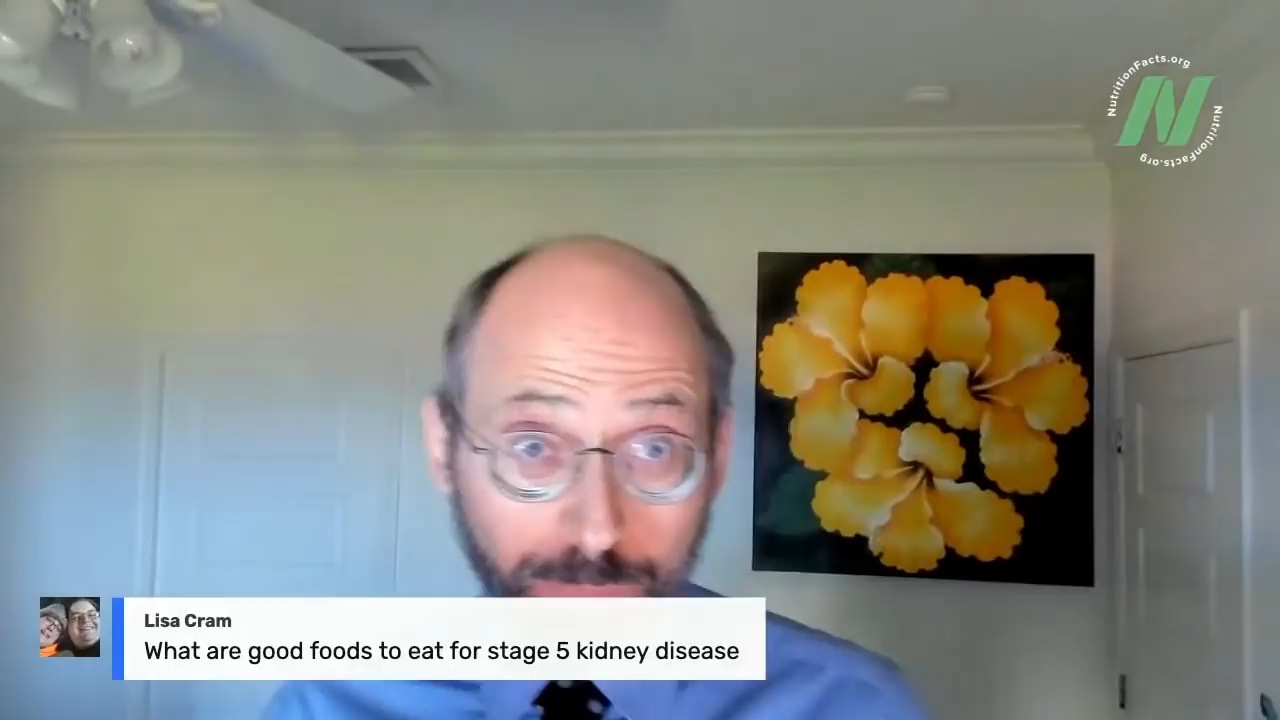 NutritionFacts.org
N
NutritionFacts.org
Lisa Cram
What are good foods to eat for stage 5 kidney disease